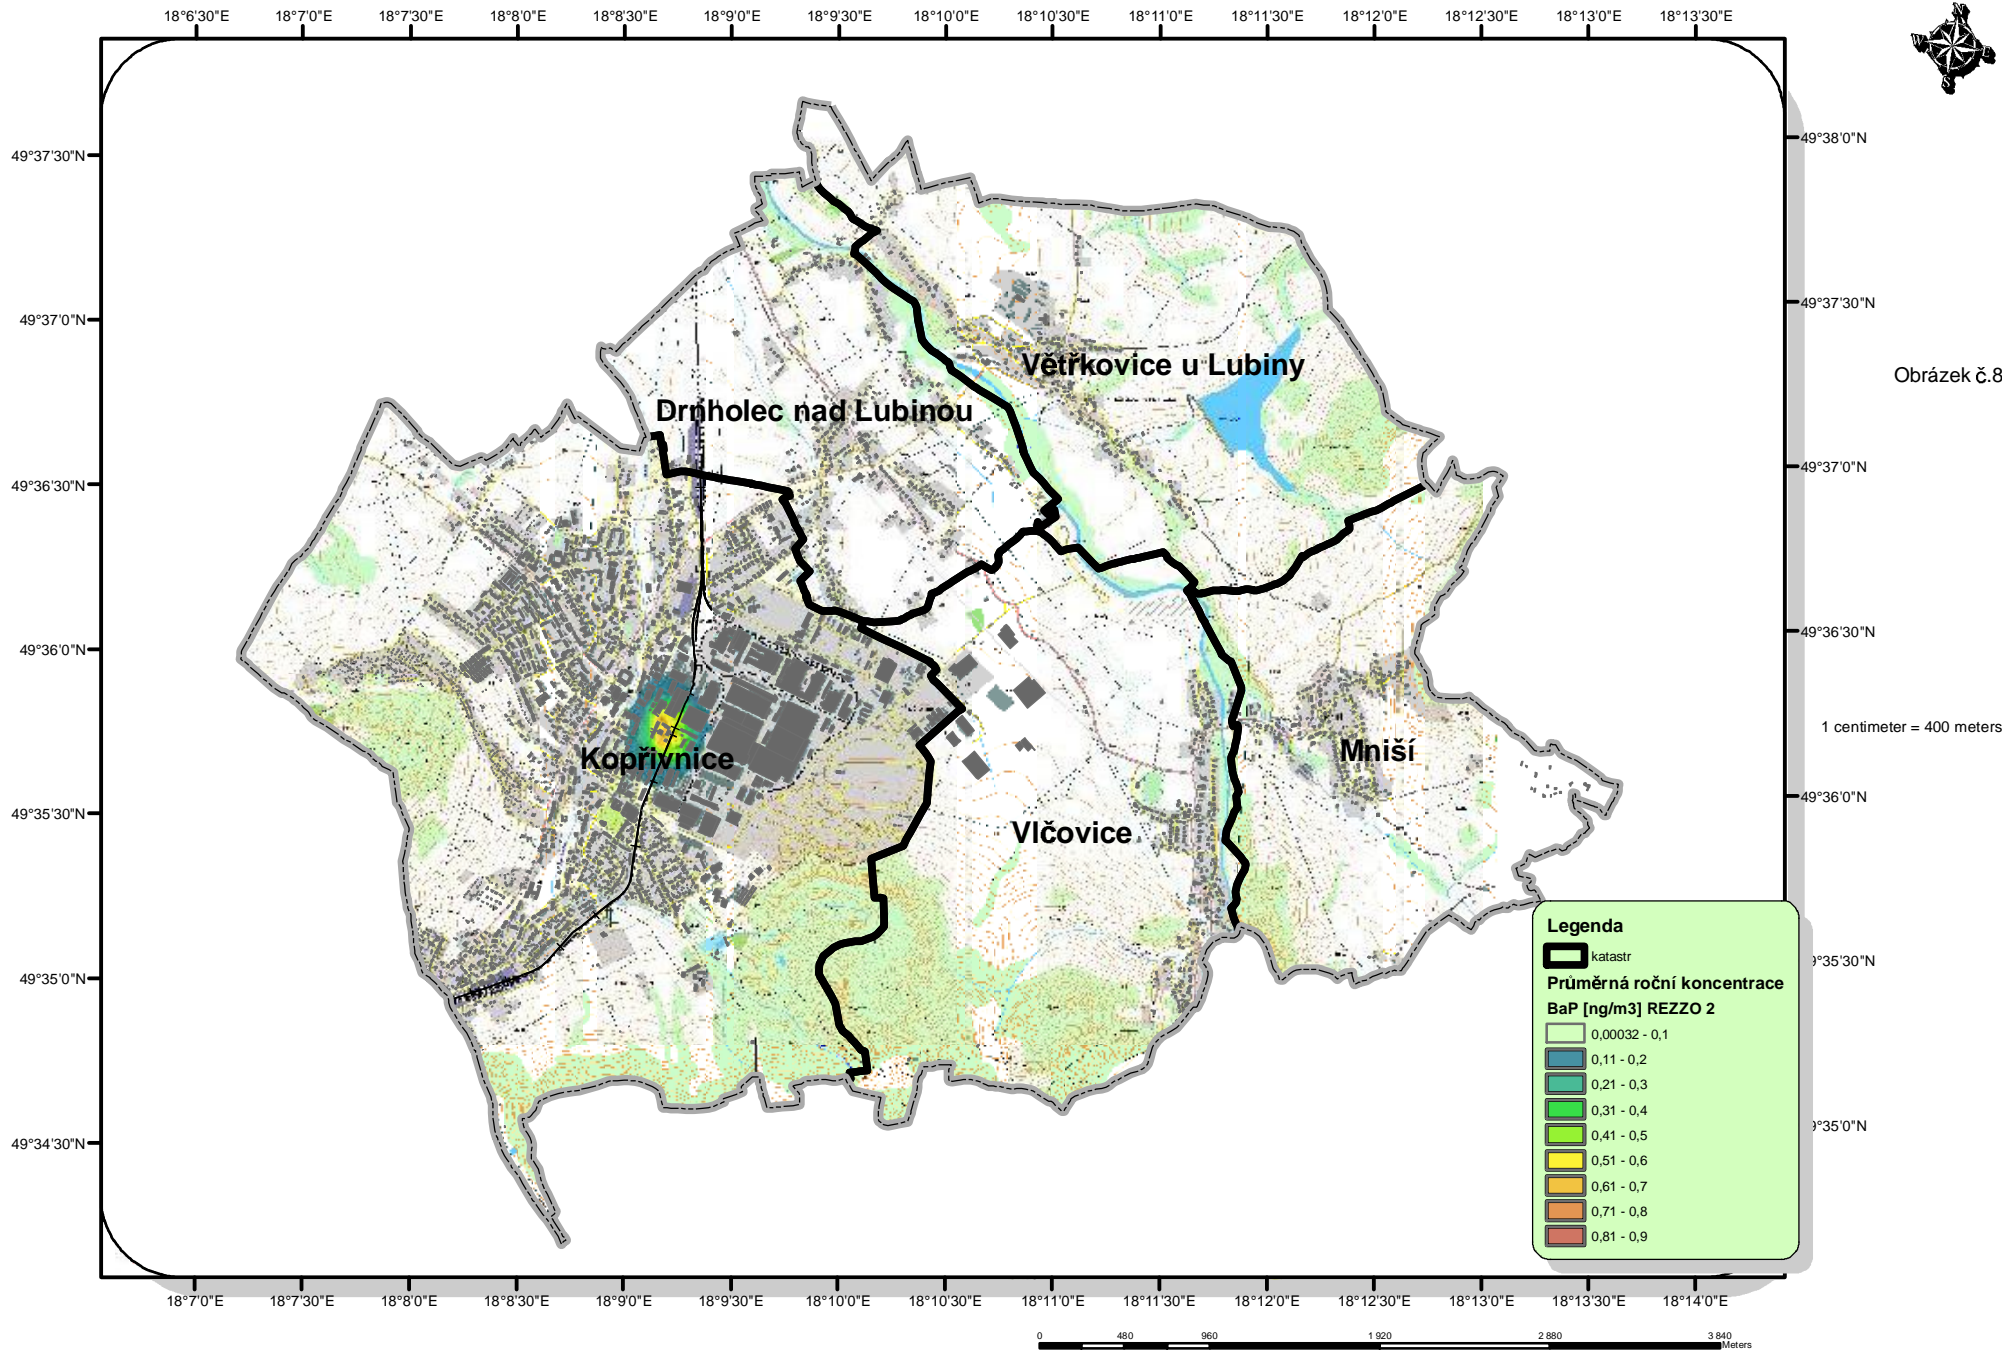 18°6'30"E 18°7'0"E 18°7'30"E 18°8'0"E 18°8'30"E 18°9'0"E 18°9'30"E 18°10'0"E 18°10'30"E 18°11'0"E 18°11'30"E 18°12'0"E 18°12'30"E 18°13'0"E 18°13'30"E
N
W
E
S
49°38'0"N
49°37'30"N
49°37'30"N
49°37'0"N
Větřkovice u Lubiny
Obrázek č.8
Drnholec nad Lubinou
49°37'0"N
49°36'30"N
49°36'30"N
49°36'0"N
1 centimeter = 400 meters
Mniší
Kopřivnice
49°36'0"N
49°35'30"N
Vlčovice
Legenda
katastr
9°35'30"N
49°35'0"N
Průměrná roční koncentrace
BaP [ng/m3] REZZO 2
0,00032 - 0,1
0,11 - 0,2
0,21 - 0,3
0,31 - 0,4
9°35'0"N
0,41 - 0,5
49°34'30"N
0,51 - 0,6
0,61 - 0,7
0,71 - 0,8
0,81 - 0,9
18°7'0"E 18°7'30"E 18°8'0"E 18°8'30"E 18°9'0"E 18°9'30"E 18°10'0"E 18°10'30"E 18°11'0"E 18°11'30"E 18°12'0"E 18°12'30"E 18°13'0"E 18°13'30"E 18°14'0"E
0 480 960 1 920 2 880 3 840
Meters